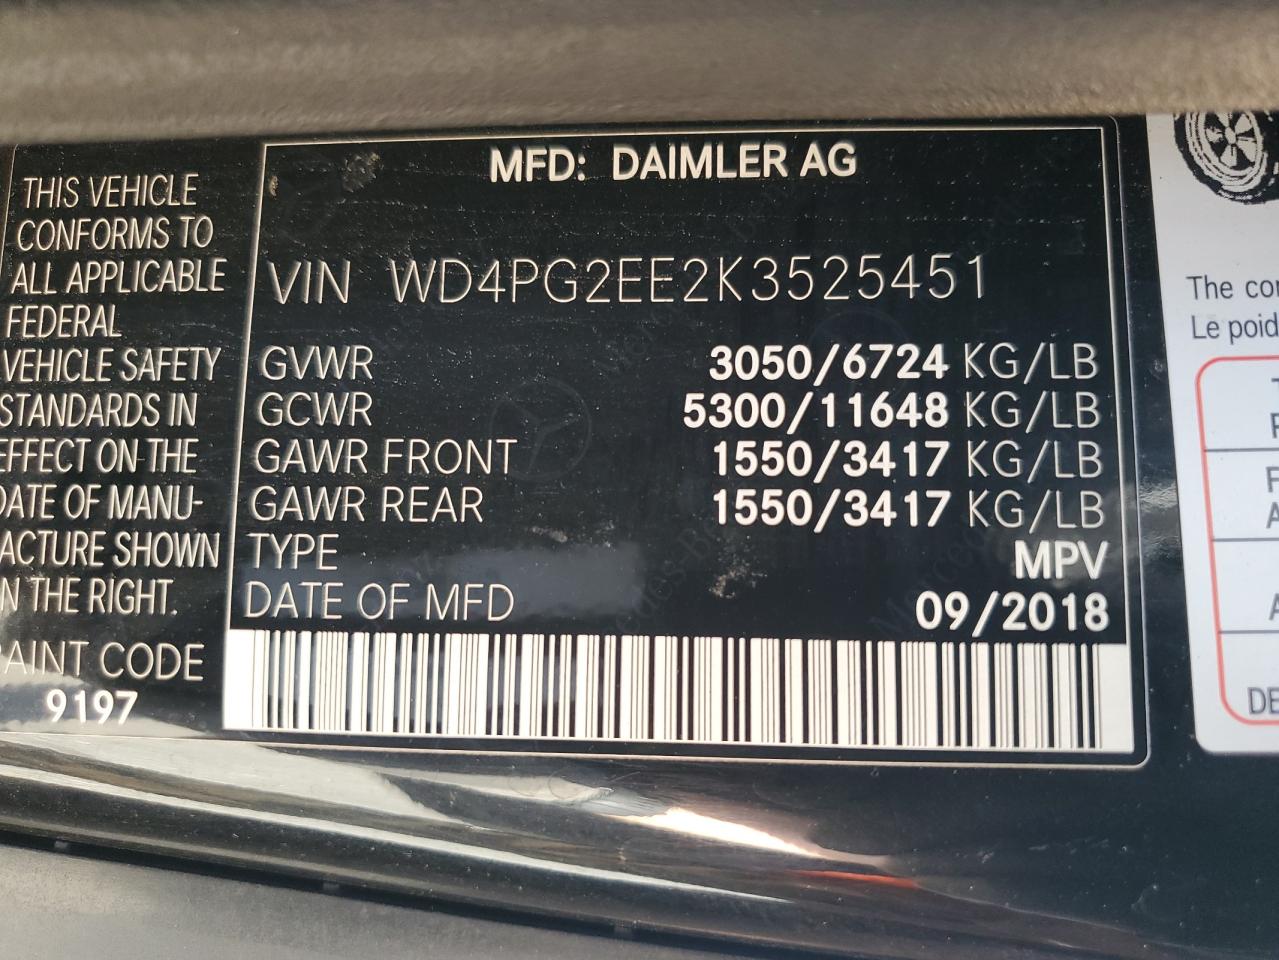 THIS VEHICLE
CONFORMS TO
ALL APPLICABLE
FEDERAL
VEHICLE SAFETY
STANDARDS IN
EFFECT ON THE
DATE OF MANU-
ACTURE SHOWN
N THE RIGHT.
AINT CODE
9197
MFD: DAIMLER AG
VIN WD4PG2EE2K3525451
GVWR 3050/6724 KG/LB
GCWR 5300/11648 KG/LB
GAWR FRONT 1550/3417 KG/LB
GAWR REAR 1550/3417 KG/LB
TYPE MPV
DATE OF MFD 09/2018
The co
Le poid
DE